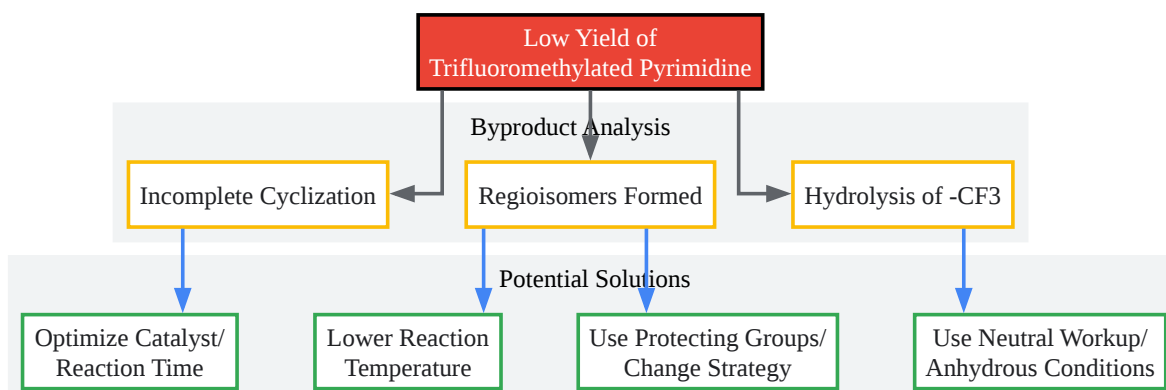 Low Yield of
Trifluoromethylated Pyrimidine
Byproduct Analysis
Incomplete Cyclization
Regioisomers Formed
Hydrolysis of -CF3
Potential Solutions
Optimize Catalyst/
Reaction Time
Lower Reaction
Temperature
Use Protecting Groups/
Change Strategy
Use Neutral Workup/
Anhydrous Conditions